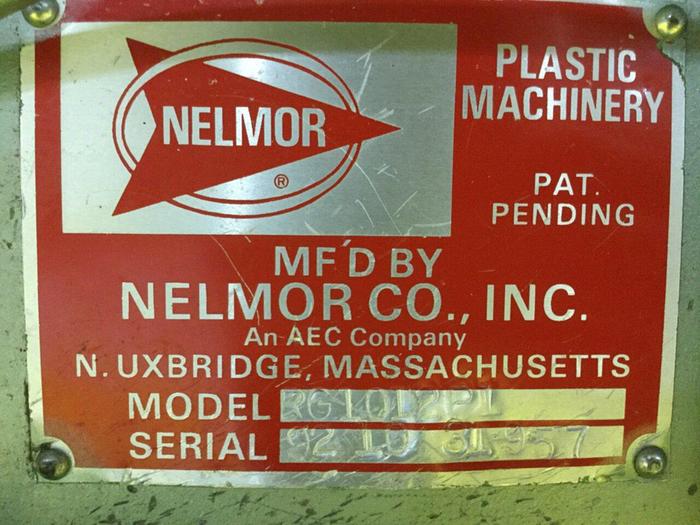 NELMOR
®
PLASTIC
MACHINERY
PAT.
PENDING
MF'D BY
NELMOR CO., INC.
An AEC Company
N. UXBRIDGE, MASSACHUSETTS
MODEL RG1012P1
SERIAL